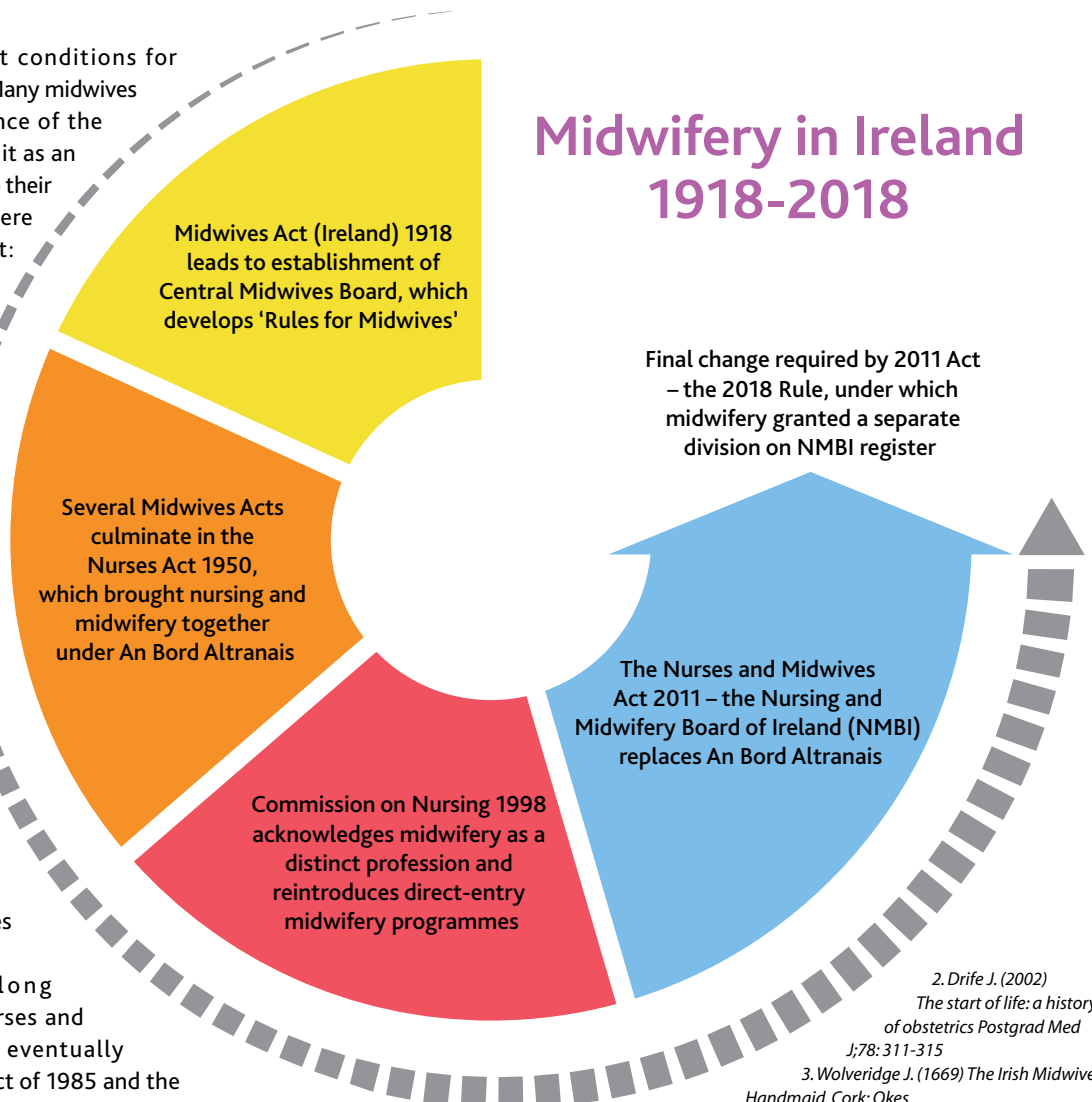 t conditions for
Many midwives
nce of the
it as an
their
ere
t:
Midwifery in Ireland
1918-2018
Midwives Act (Ireland) 1918
leads to establishment of
Central Midwives Board, which
develops ‘Rules for Midwives’
Several Midwives Acts
culminate in the
Nurses Act 1950,
which brought nursing and
midwifery together
under An Bord Altranais
Commission on Nursing 1998
acknowledges midwifery as a
distinct profession and
reintroduces direct-entry
midwifery programmes
The Nurses and Midwives
Act 2011 – the Nursing and
Midwifery Board of Ireland (NMBI)
replaces An Bord Altranais
Final change required by 2011 Act
– the 2018 Rule, under which
midwifery granted a separate
division on NMBI register
es
long
rses and
eventually
ct of 1985 and the
2. Drife J. (2002)
The start of life: a history
of obstetrics Postgrad Med
J;78: 311-315
3. Wolveridge J. (1669) The Irish Midwive
Handmaid. Cork: Okes